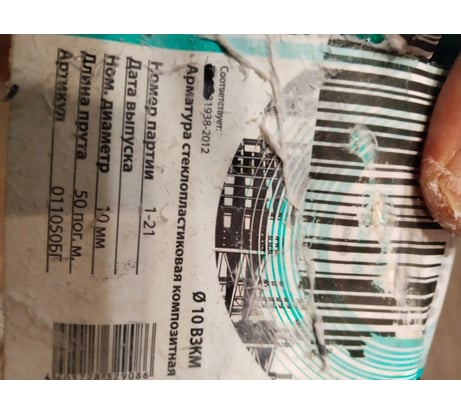 Соответствует:
31938-2012
Арматура стеклопластиковая композитная
Ø 10 ВЗКМ
Номер партии 1-21
Дата выпуска
Ном. диаметр 10 мм
Длина прута 50 пог. м.
Артикул 011050БГ